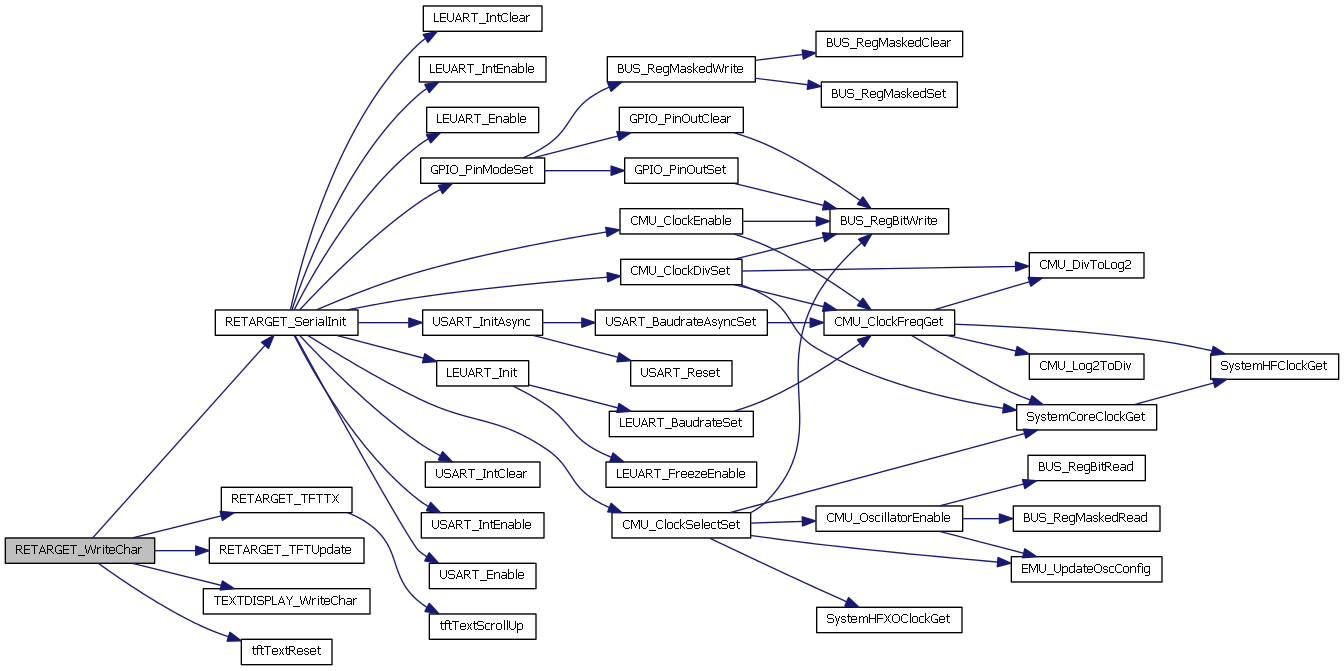 LEUART_IntClear
BUS_RegMaskedClear
LEUART_IntEnable
BUS_RegMaskedWrite
BUS_RegMaskedSet
LEUART_Enable
GPIO_PinOutClear
GPIO_PinModeSet
GPIO_PinOutSet
CMU_ClockEnable
BUS_RegBitWrite
CMU_ClockDivSet
CMU_DivToLog2
RETARGET_SerialInit
USART_InitAsync
USART_BaudrateAsyncSet
CMU_ClockFreqGet
LEUART_Init
USART_Reset
CMU_Log2ToDiv
SystemHFClockGet
LEUART_BaudrateSet
SystemCoreClockGet
USART_IntClear
LEUART_FreezeEnable
BUS_RegBitRead
RETARGET_TFTTX
USART_IntEnable
CMU_ClockSelectSet
CMU_OscillatorEnable
BUS_RegMaskedRead
RETARGET_WriteChar
RETARGET_TFTUpdate
USART_Enable
EMU_UpdateOscConfig
TEXTDISPLAY_WriteChar
tftTextScrollUp
SystemHFXOClockGet
tftTextReset